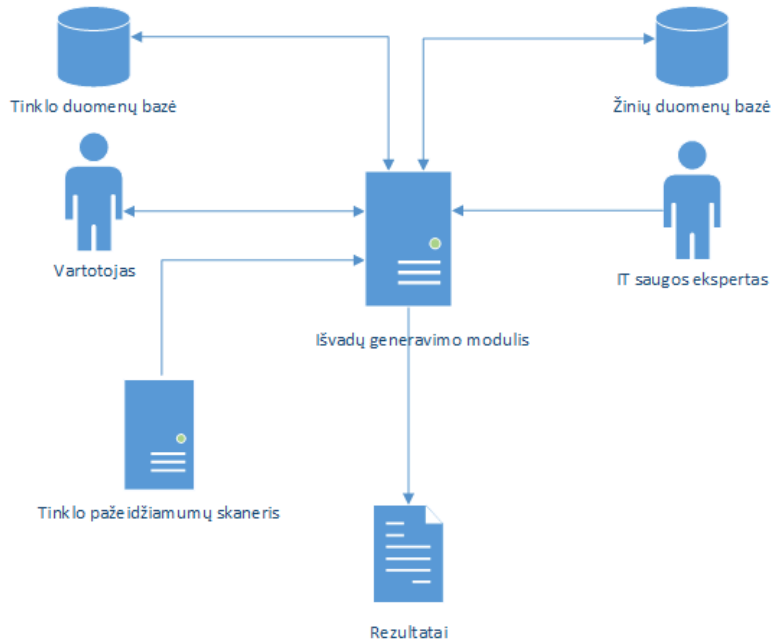 Tinklo duomenų bazė
Žinių duomenų bazė
Vartotojas
IT saugos ekspertas
Išvadų generavimo modulis
Tinklo pažeidžiamumų skaneris
Rezultatai